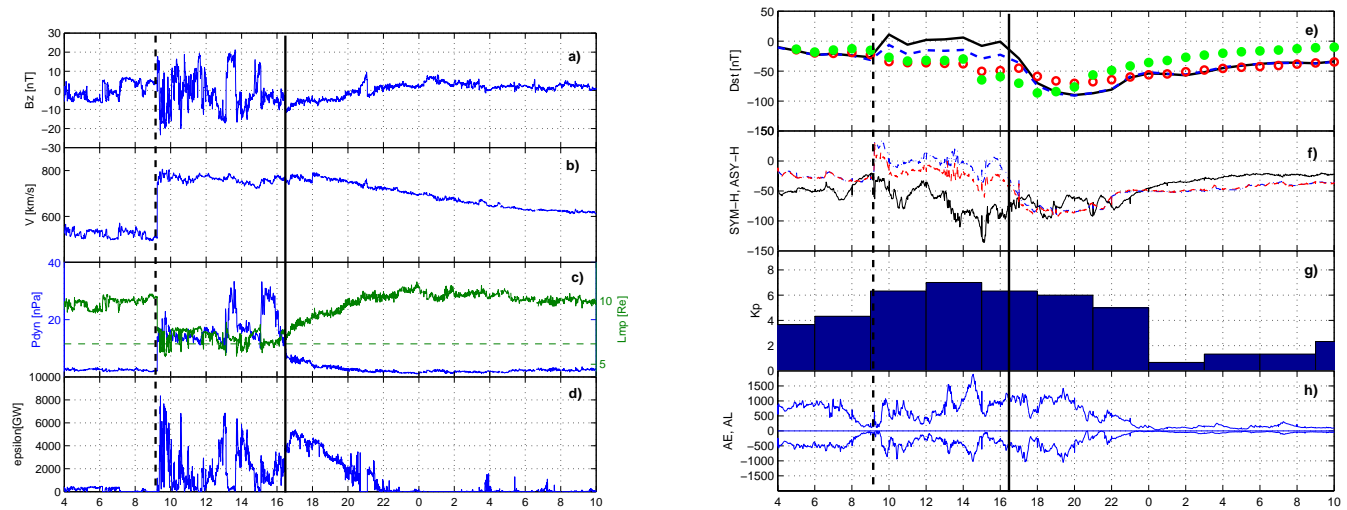 30
20
10
0
−10
−20
−30
Bz [nT]
a)
800
600
V [km/s]
b)
40
20
Pdyn [nPa]
10
5
Lmp [Re]
c)
10000
8000
6000
4000
2000
0
epsilon[GW]
d)
4 6 8 10 12 14 16 18 20 22 0 2 4 6 8 10
50
0
−50
−100
−150
Dst [nT]
e)
50
0
−50
−100
−150
SYM−H, ASY−H
f)
8
6
4
2
0
Kp
g)
1500
1000
500
0
−500
−1000
−1500
AE, AL
h)
4 6 8 10 12 14 16 18 20 22 0 2 4 6 8 10